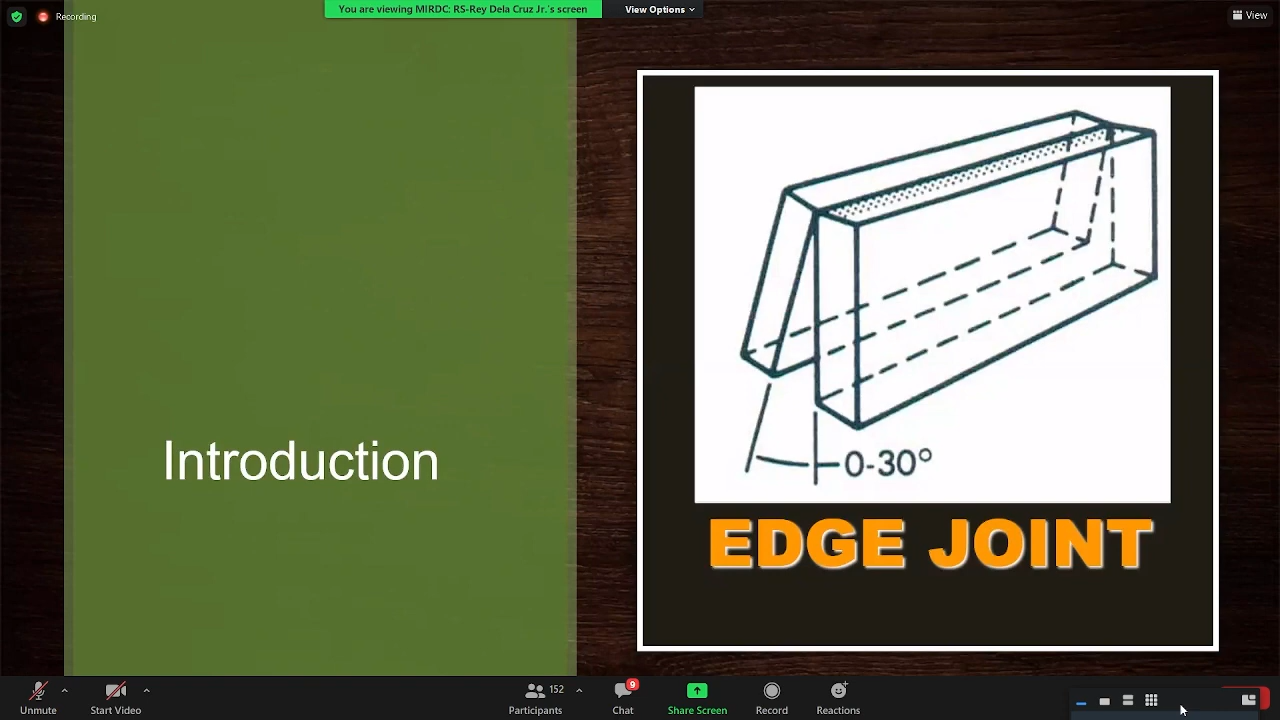 Recording
You are viewing MIRDC: RS-Rey Dela Cruz Jr.'s screen
View Options
View
Introduction
0-30°
EDGE JOINT
Unmute
Start Video
152
Participants
9
Chat
Share Screen
Record
Reactions